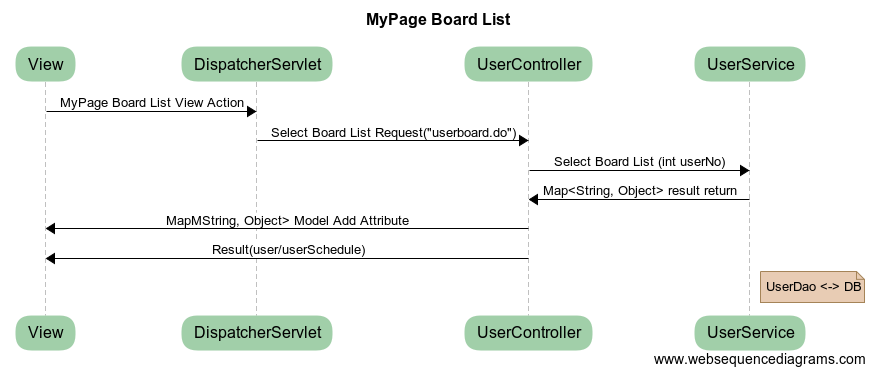 MyPage Board List
View DispatcherServlet UserController UserService
MyPage Board List View Action
Select Board List Request("userboard.do")
Select Board List (int userNo)
Map<String, Object> result return
MapMString, Object> Model Add Attribute
Result(user/userSchedule)
UserDao <-> DB
View DispatcherServlet UserController UserService
www.websequencediagrams.com